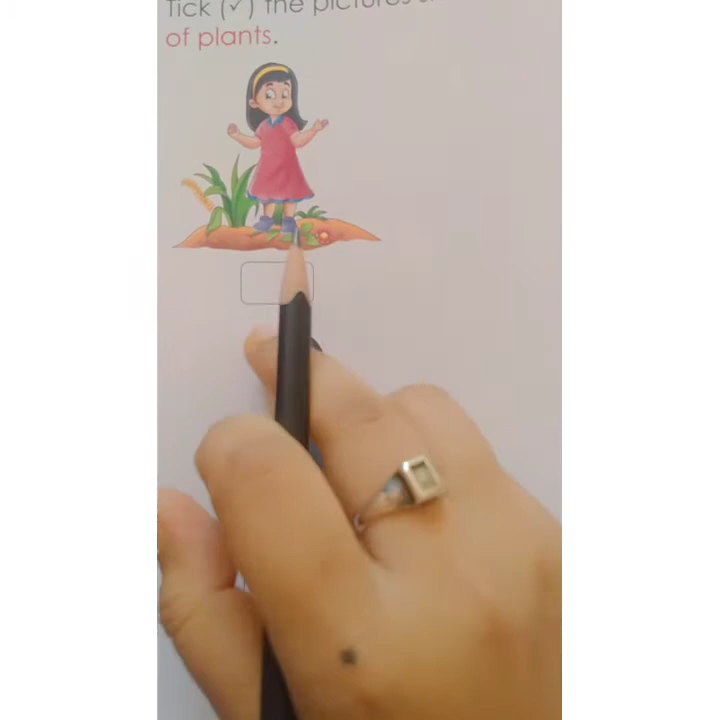 Tick (✓) the pictures
of plants.